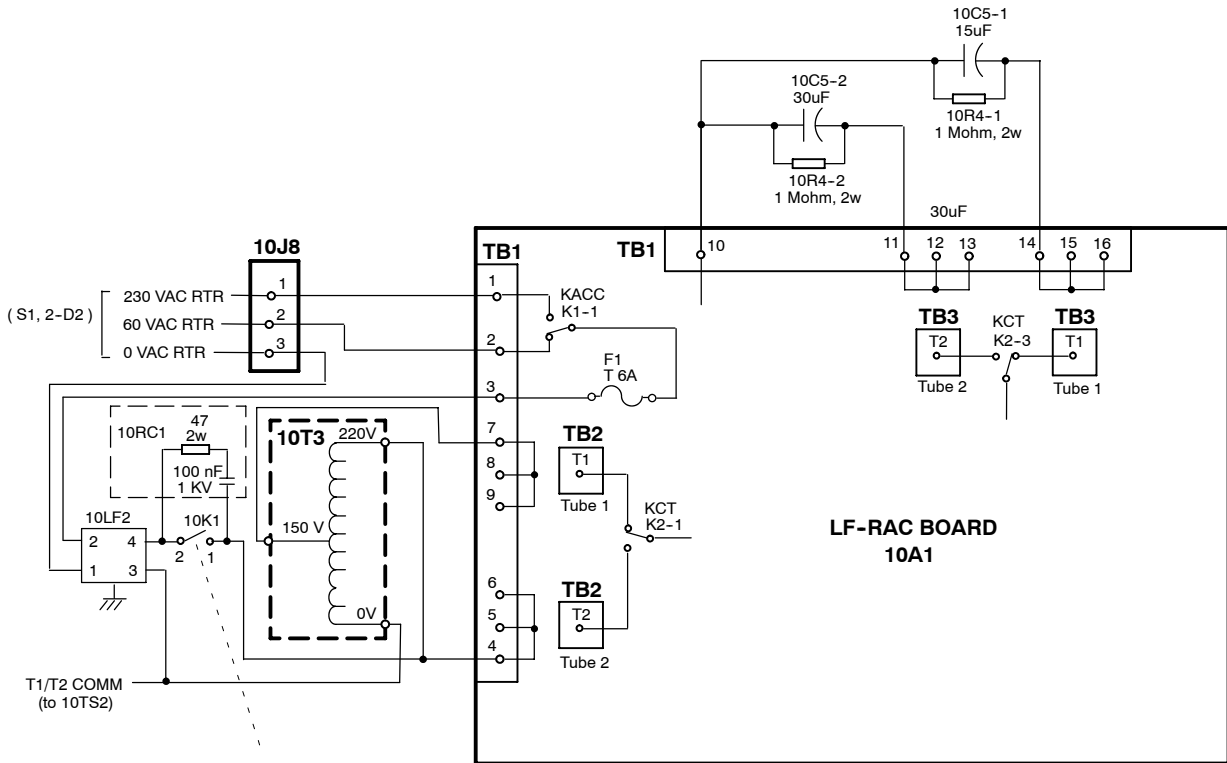 10C5-1
15uF
10C5-2
30uF
10R4-1
1 Mohm, 2w
10R4-2
1 Mohm, 2w
30uF
10J8
TB1
TB1
10
11
12
13
14
15
16
( S1, 2-D2 )
230 VAC RTR
60 VAC RTR
0 VAC RTR
1
2
3
1
2
3
7
8
9
6
5
4
KACC
K1-1
F1
T 6A
TB3
T2
Tube 2
KCT
K2-3
TB3
T1
Tube 1
10RC1
47
2w
100 nF
1 KV
10T3
220V
150 V
0V
TB2
T1
Tube 1
KCT
K2-1
TB2
T2
Tube 2
10LF2
2
4
1
3
10K1
2
1
LF-RAC BOARD
10A1
T1/T2 COMM
(to 10TS2)